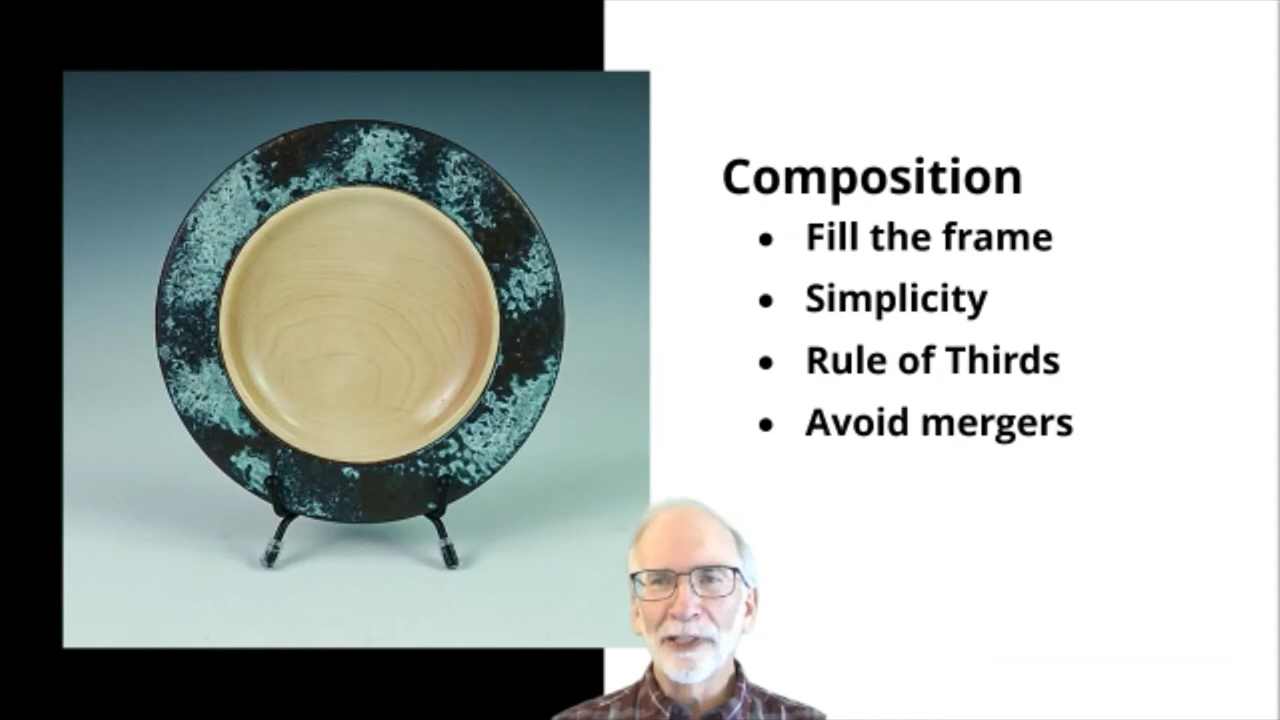 Composition
• Fill the frame
• Simplicity
• Rule of Thirds
• Avoid mergers